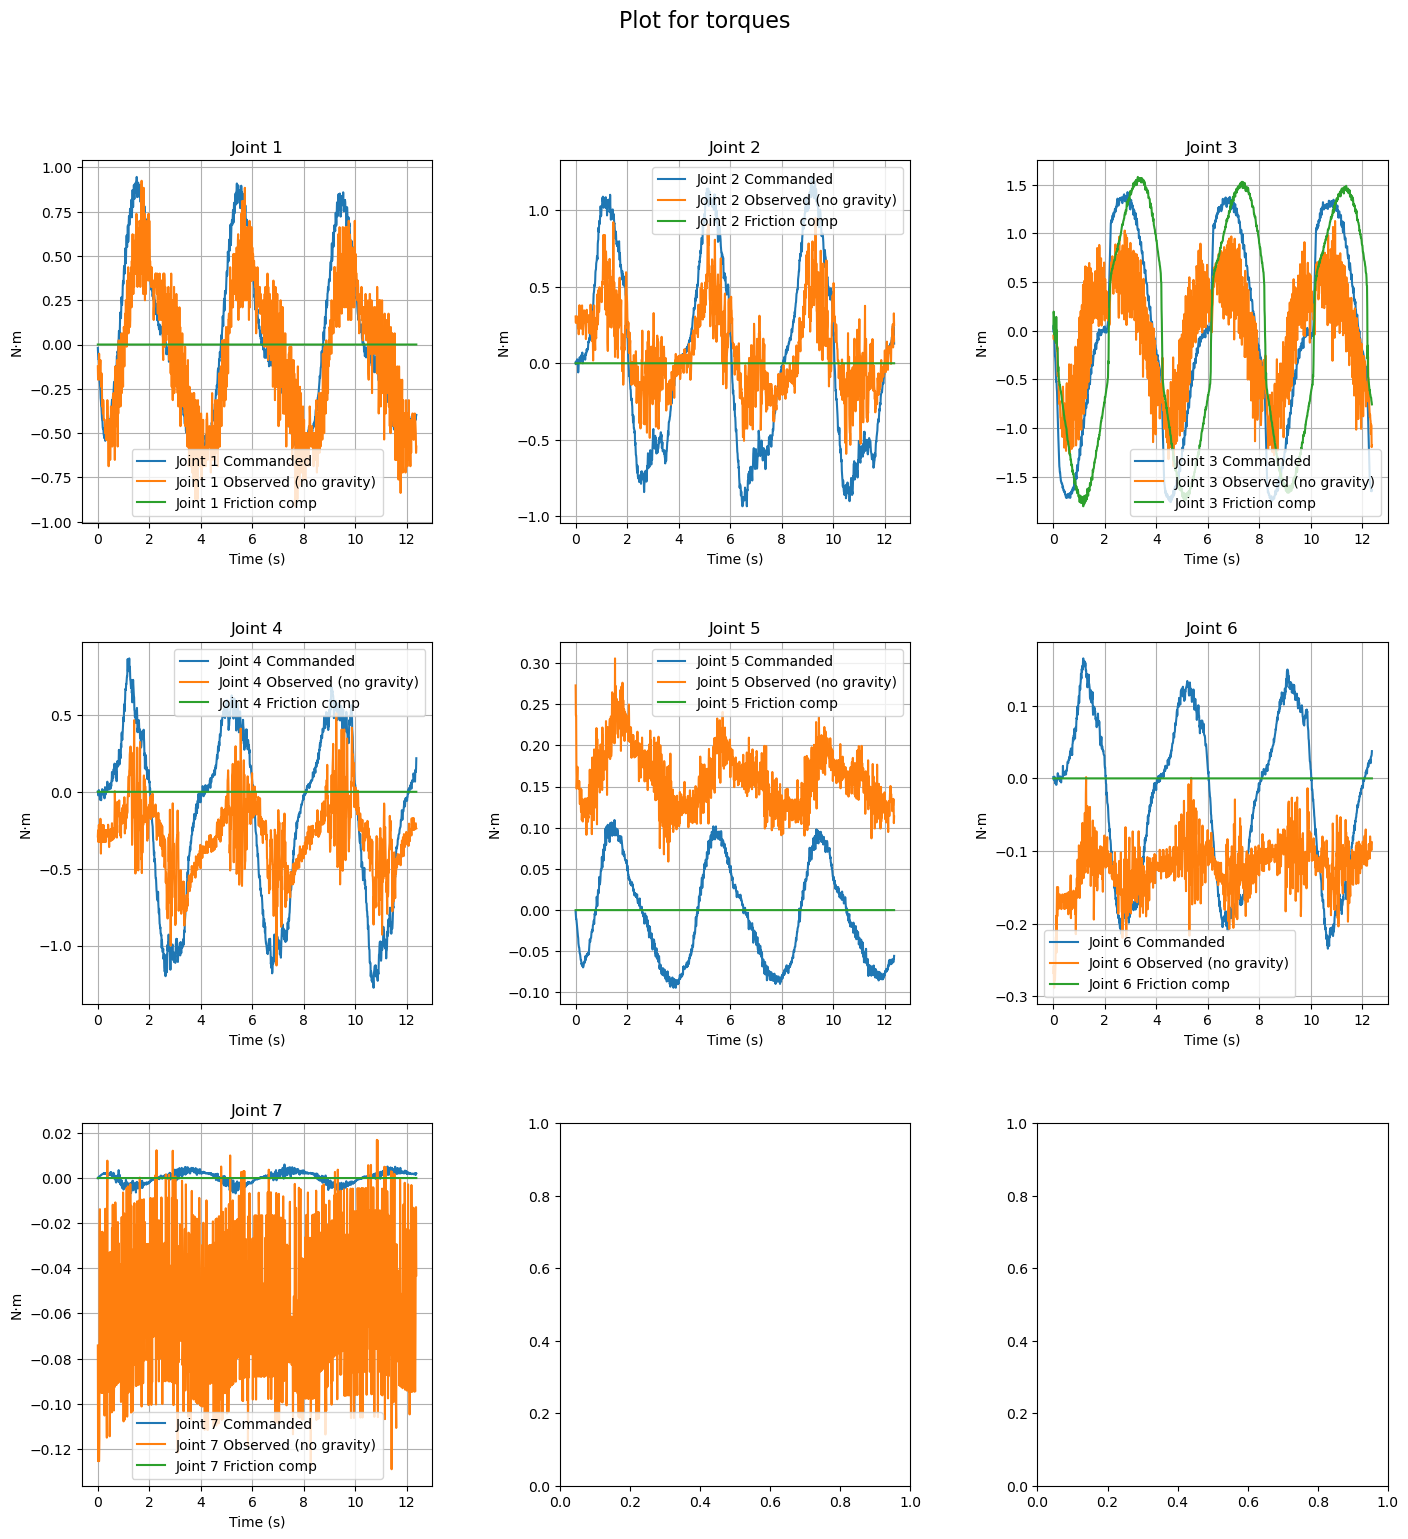 Plot for torques
Joint 1
1.00
0.75
0.50
0.25
0.00
−0.25
−0.50
−0.75
−1.00
N·m
Joint 1 Commanded
Joint 1 Observed (no gravity)
Joint 1 Friction comp
0 2 4 6 8 10 12
Time (s)
Joint 2
1.0
0.5
0.0
−0.5
−1.0
N·m
Joint 2 Commanded
Joint 2 Observed (no gravity)
Joint 2 Friction comp
0 2 4 6 8 10 12
Time (s)
Joint 3
1.5
1.0
0.5
0.0
−0.5
−1.0
−1.5
N·m
Joint 3 Commanded
Joint 3 Observed (no gravity)
Joint 3 Friction comp
0 2 4 6 8 10 12
Time (s)
Joint 4
0.5
0.0
−0.5
−1.0
N·m
Joint 4 Commanded
Joint 4 Observed (no gravity)
Joint 4 Friction comp
0 2 4 6 8 10 12
Time (s)
Joint 5
0.30
0.25
0.20
0.15
0.10
0.05
0.00
−0.05
−0.10
N·m
Joint 5 Commanded
Joint 5 Observed (no gravity)
Joint 5 Friction comp
0 2 4 6 8 10 12
Time (s)
Joint 6
0.1
0.0
−0.1
−0.2
−0.3
N·m
Joint 6 Commanded
Joint 6 Observed (no gravity)
Joint 6 Friction comp
0 2 4 6 8 10 12
Time (s)
Joint 7
0.02
0.00
−0.02
−0.04
−0.06
−0.08
−0.10
−0.12
N·m
Joint 7 Commanded
Joint 7 Observed (no gravity)
Joint 7 Friction comp
0 2 4 6 8 10 12
Time (s)
1.0
0.8
0.6
0.4
0.2
0.0
0.0 0.2 0.4 0.6 0.8 1.0
1.0
0.8
0.6
0.4
0.2
0.0
0.0 0.2 0.4 0.6 0.8 1.0